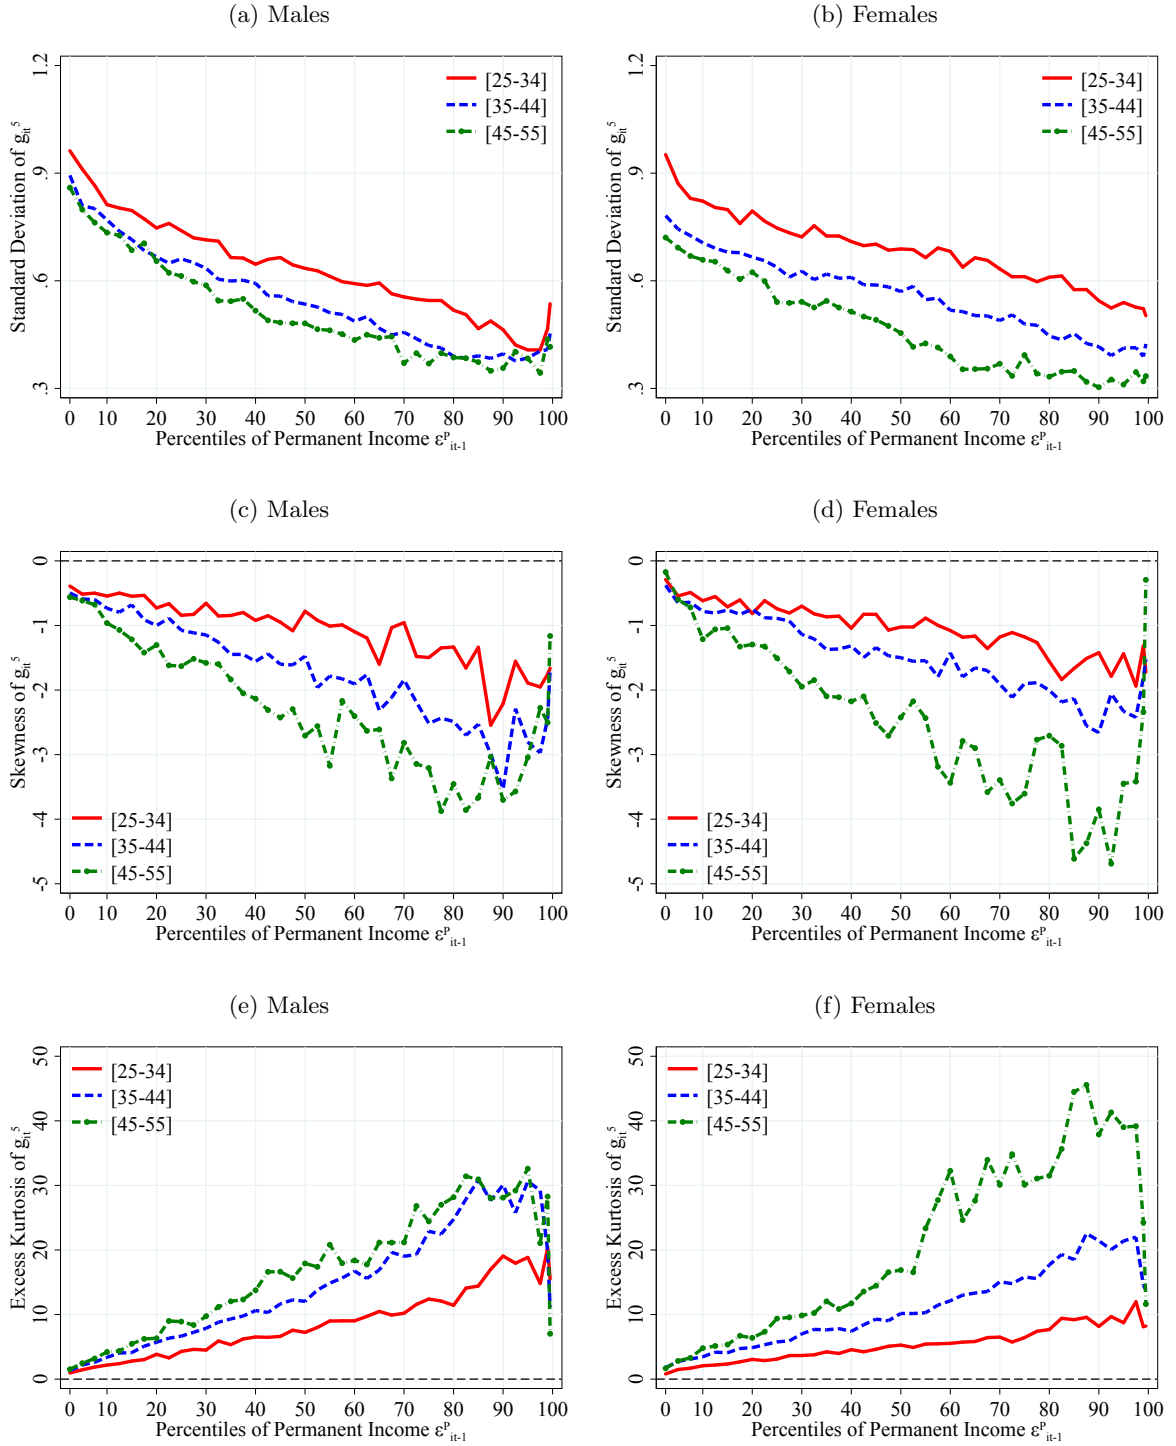 (a) Males
(b) Females
Standard Deviation of g_it^5
1.2
.9
.6
.3
[25-34]
[35-44]
[45-55]
0 10 20 30 40 50 60 70 80 90 100
Percentiles of Permanent Income ε^P_it-1
Standard Deviation of g_it^5
1.2
.9
.6
.3
[25-34]
[35-44]
[45-55]
0 10 20 30 40 50 60 70 80 90 100
Percentiles of Permanent Income ε^P_it-1
(c) Males
(d) Females
Skewness of g_it^5
0
-1
-2
-3
-4
-5
[25-34]
[35-44]
[45-55]
0 10 20 30 40 50 60 70 80 90 100
Percentiles of Permanent Income ε^P_it-1
Skewness of g_it^5
0
-1
-2
-3
-4
-5
[25-34]
[35-44]
[45-55]
0 10 20 30 40 50 60 70 80 90 100
Percentiles of Permanent Income ε^P_it-1
(e) Males
(f) Females
Excess Kurtosis of g_it^5
50
40
30
20
10
0
[25-34]
[35-44]
[45-55]
0 10 20 30 40 50 60 70 80 90 100
Percentiles of Permanent Income ε^P_it-1
Excess Kurtosis of g_it^5
50
40
30
20
10
0
[25-34]
[35-44]
[45-55]
0 10 20 30 40 50 60 70 80 90 100
Percentiles of Permanent Income ε^P_it-1